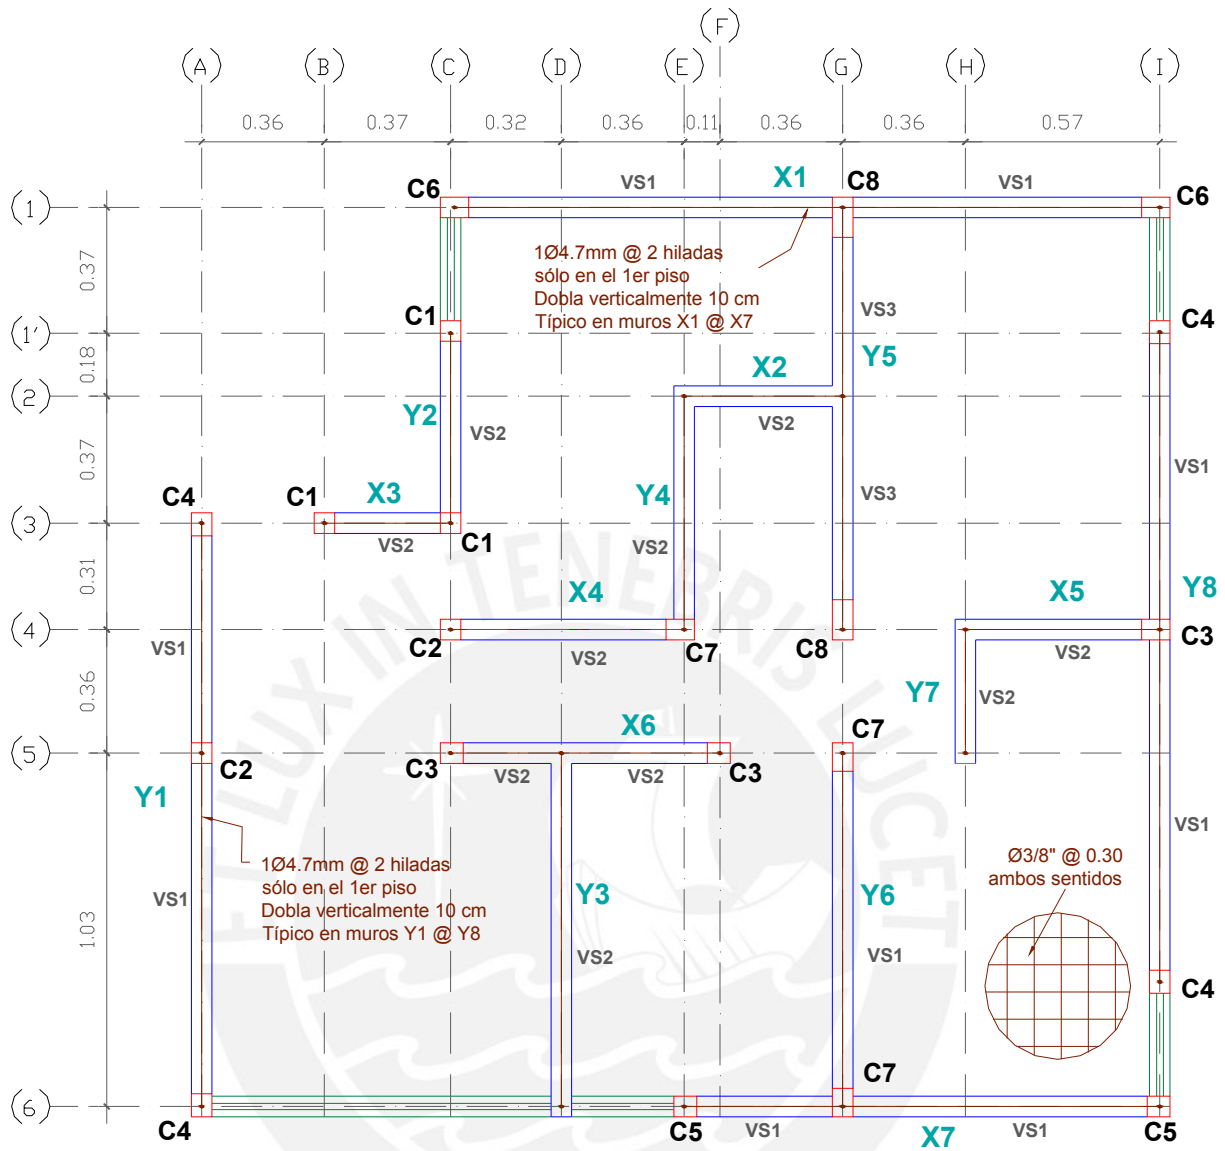 (F)
(A) (B) (C) (D) (E) (G) (H) (I)
0.36 0.37 0.32 0.36 0.11 0.36 0.36 0.57
C6 VS1 X1 C8 VS1 C6
(1)
1Ø4.7mm @ 2 hiladas
sólo en el 1er piso
Dobla verticalmente 10 cm
Típico en muros X1 @ X7
0.37
VS3
C1 C4
(1')
0.18
X2 Y5
(2)
Y2 VS2 VS2
0.37
C4 C1 X3 Y4 VS3 VS1
(3)
VS2 C1 VS2
0.31
X4 X5 Y8
(4)
VS1 C2 VS2 C7 C8 VS2 C3
0.36
Y7 VS2
X6 C7
(5)
C2 C3 VS2 VS2 C3
Y1
VS1
1Ø4.7mm @ 2 hiladas
sólo en el 1er piso
Dobla verticalmente 10 cm
Típico en muros Y1 @ Y8
Ø3/8" @ 0.30
ambos sentidos
VS1 Y3 Y6
1.03
VS2 VS1
C4
C7
(6)
C4 C5 VS1 X7 VS1 C5
ET LUX IN TENEBRIS LUCET